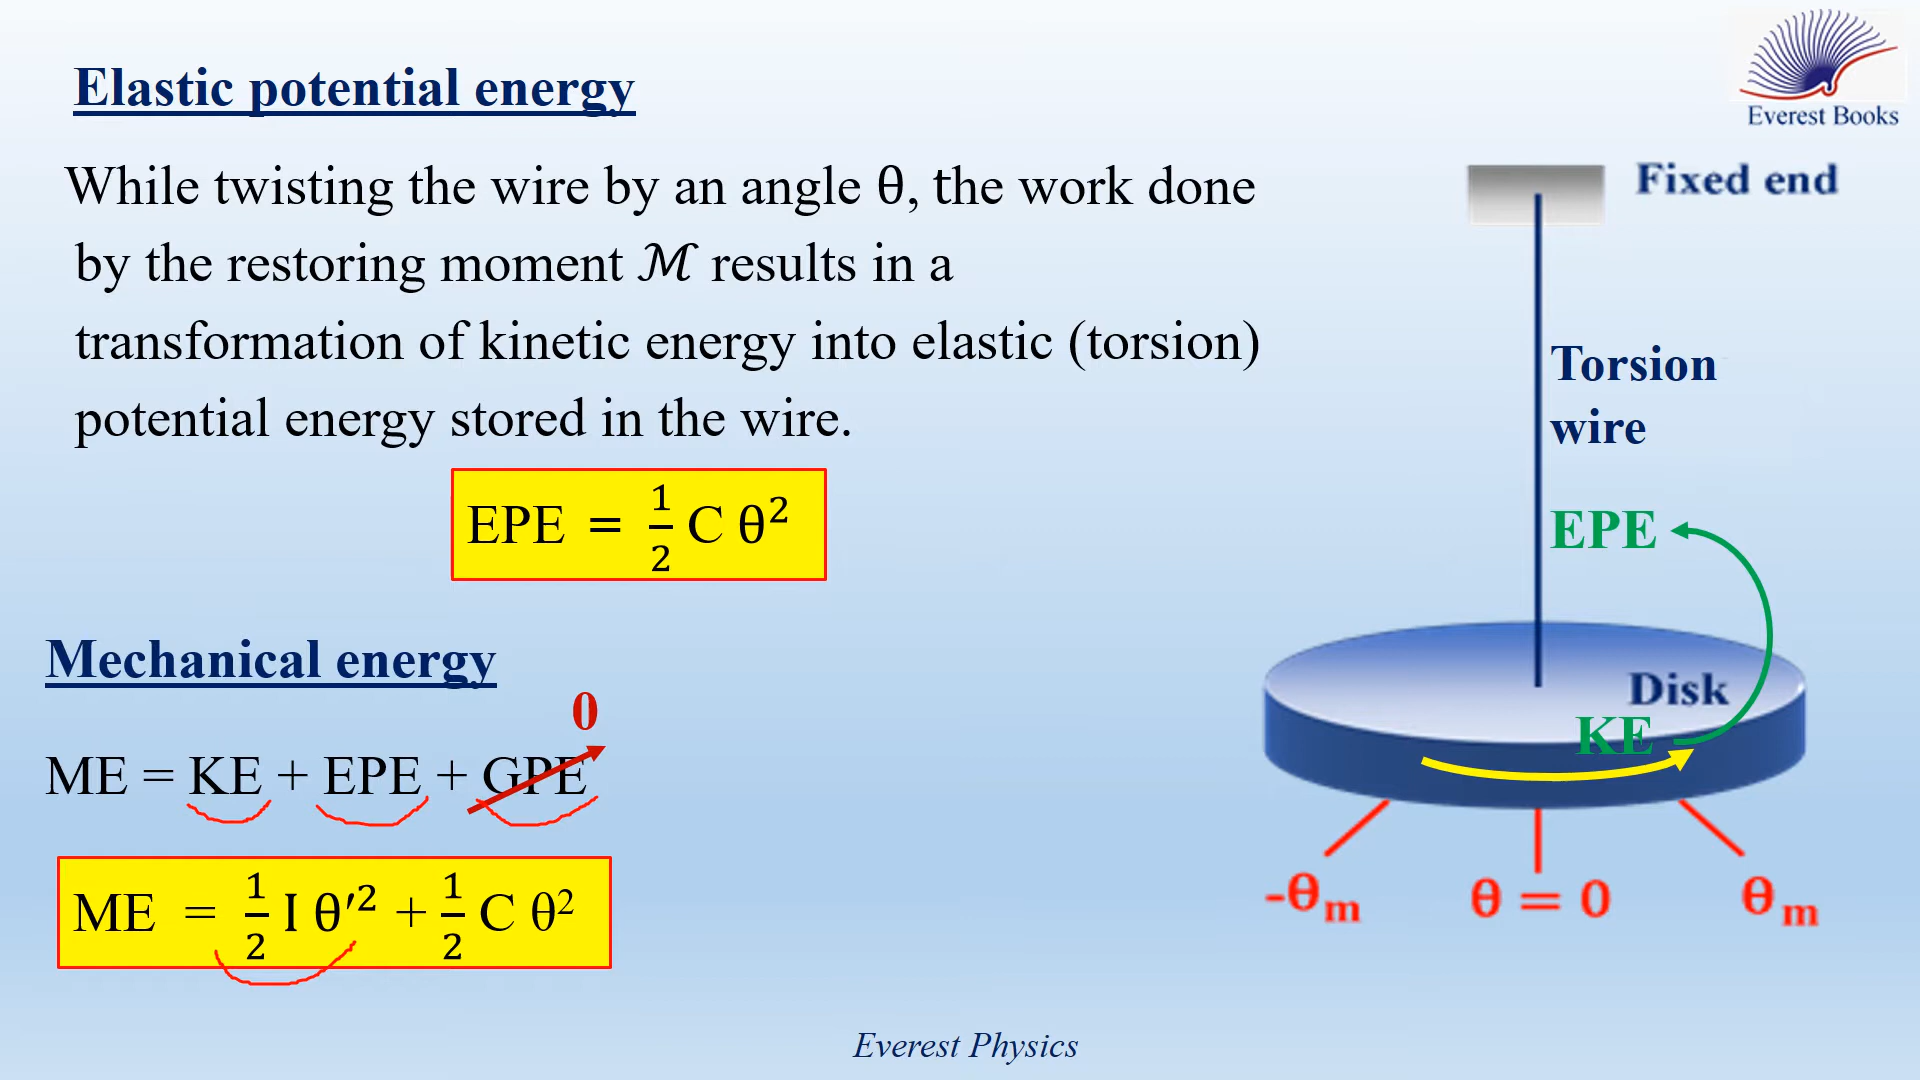 Elastic potential energy
Everest Books
While twisting the wire by an angle θ, the work done
by the restoring moment ℳ results in a
transformation of kinetic energy into elastic (torsion)
potential energy stored in the wire.
EPE = 1/2 C θ²
Mechanical energy
0
ME = KE + EPE + GPE
ME = 1/2 I θ′² + 1/2 C θ²
Fixed end
Torsion
wire
EPE
Disk
KE
-θm
θ = 0
θm
Everest Physics